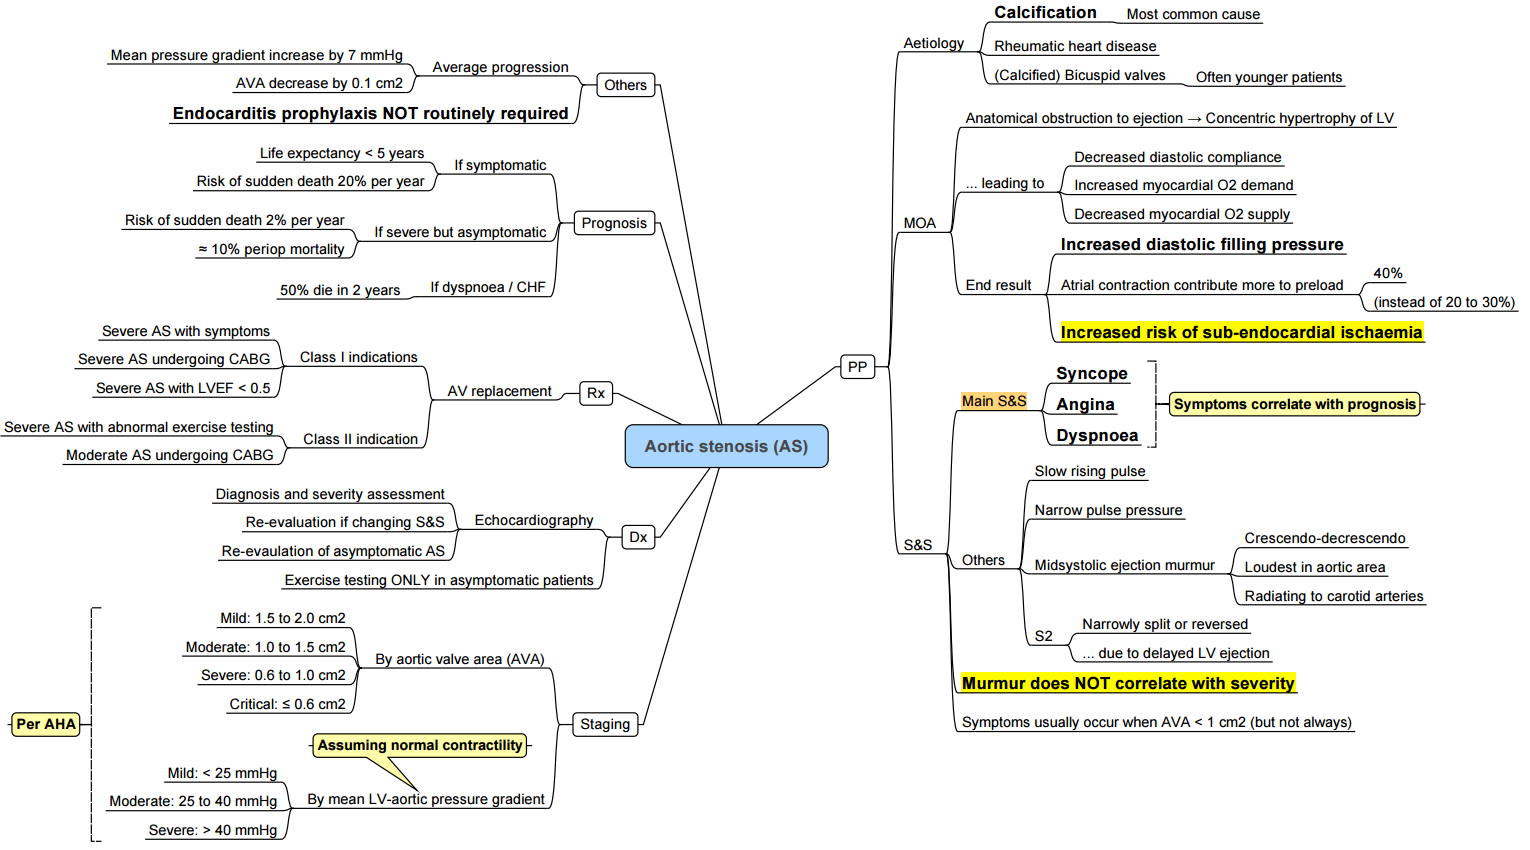 Aortic stenosis (AS)
PP
Aetiology
Calcification
Most common cause
Rheumatic heart disease
(Calcified) Bicuspid valves
Often younger patients
MOA
Anatomical obstruction to ejection → Concentric hypertrophy of LV
... leading to
Decreased diastolic compliance
Increased myocardial O2 demand
Decreased myocardial O2 supply
End result
Increased diastolic filling pressure
Atrial contraction contribute more to preload
40%
(instead of 20 to 30%)
Increased risk of sub-endocardial ischaemia
S&S
Main S&S
Syncope
Angina
Dyspnoea
Symptoms correlate with prognosis
Others
Slow rising pulse
Narrow pulse pressure
Midsystolic ejection murmur
Crescendo-decrescendo
Loudest in aortic area
Radiating to carotid arteries
S2
Narrowly split or reversed
... due to delayed LV ejection
Murmur does NOT correlate with severity
Symptoms usually occur when AVA < 1 cm2 (but not always)
Others
Average progression
Mean pressure gradient increase by 7 mmHg
AVA decrease by 0.1 cm2
Endocarditis prophylaxis NOT routinely required
Prognosis
If symptomatic
Life expectancy < 5 years
Risk of sudden death 20% per year
If severe but asymptomatic
Risk of sudden death 2% per year
≈ 10% periop mortality
If dyspnoea / CHF
50% die in 2 years
Rx
AV replacement
Class I indications
Severe AS with symptoms
Severe AS undergoing CABG
Severe AS with LVEF < 0.5
Class II indication
Severe AS with abnormal exercise testing
Moderate AS undergoing CABG
Dx
Echocardiography
Diagnosis and severity assessment
Re-evaluation if changing S&S
Re-evaulation of asymptomatic AS
Exercise testing ONLY in asymptomatic patients
Staging
By aortic valve area (AVA)
Mild: 1.5 to 2.0 cm2
Moderate: 1.0 to 1.5 cm2
Severe: 0.6 to 1.0 cm2
Critical: ≤ 0.6 cm2
Per AHA
Assuming normal contractility
By mean LV-aortic pressure gradient
Mild: < 25 mmHg
Moderate: 25 to 40 mmHg
Severe: > 40 mmHg